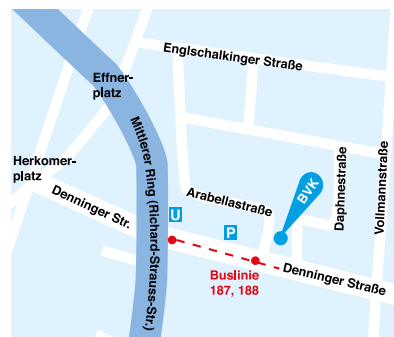 Englschalkinger Straße
Effner-
platz
Mittlerer Ring (Richard-Strauss-Str.)
Herkomer-
platz
Denninger Str.
Arabellastraße
BVK
Daphnestraße
Vollmannstraße
U
P
Denninger Straße
Buslinie
187, 188